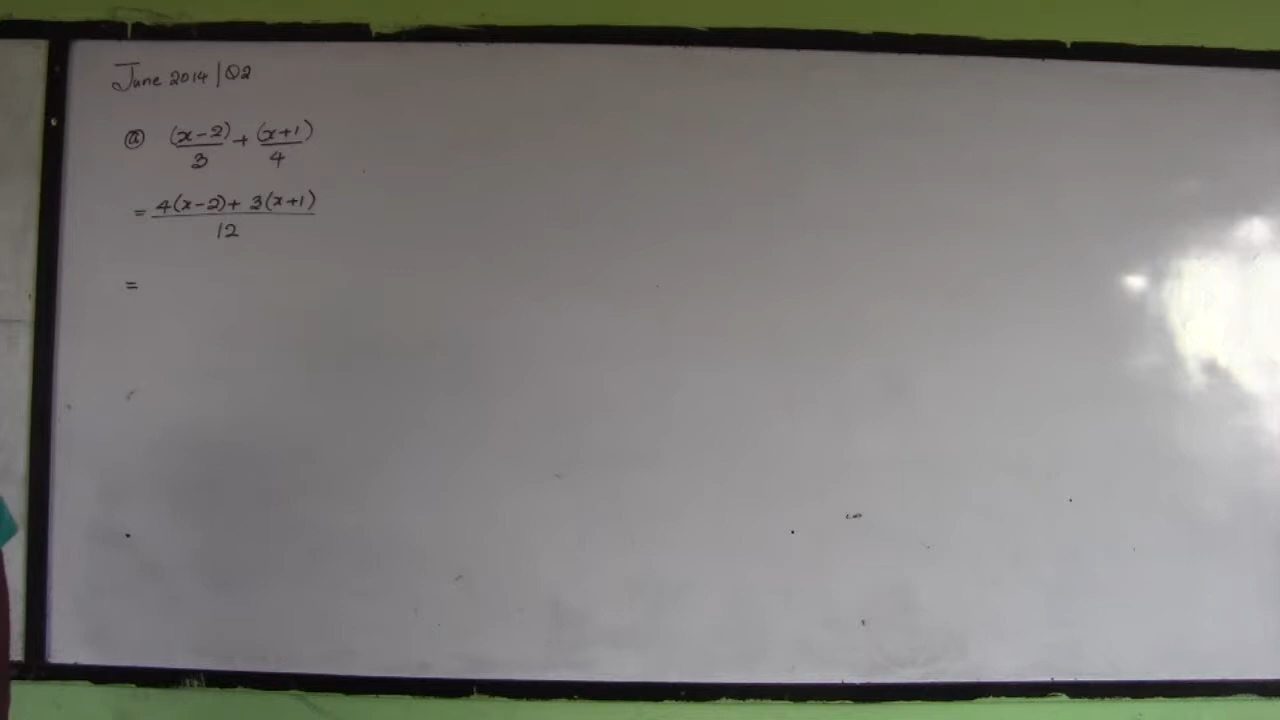 June 2014 | Q2
(a) (x-2)/3 + (x+1)/4
= (4(x-2) + 3(x+1))/12
=